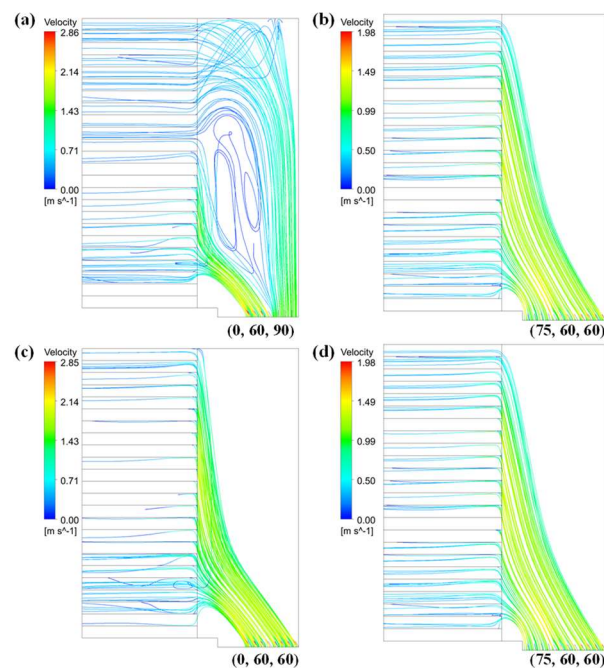 (a)
Velocity
2.86
2.14
1.43
0.71
0.00
[m s^-1]
(0, 60, 90)
(b)
Velocity
1.98
1.49
0.99
0.50
0.00
[m s^-1]
(75, 60, 60)
(c)
Velocity
2.85
2.14
1.43
0.71
0.00
[m s^-1]
(0, 60, 60)
(d)
Velocity
1.98
1.49
0.99
0.50
0.00
[m s^-1]
(75, 60, 60)